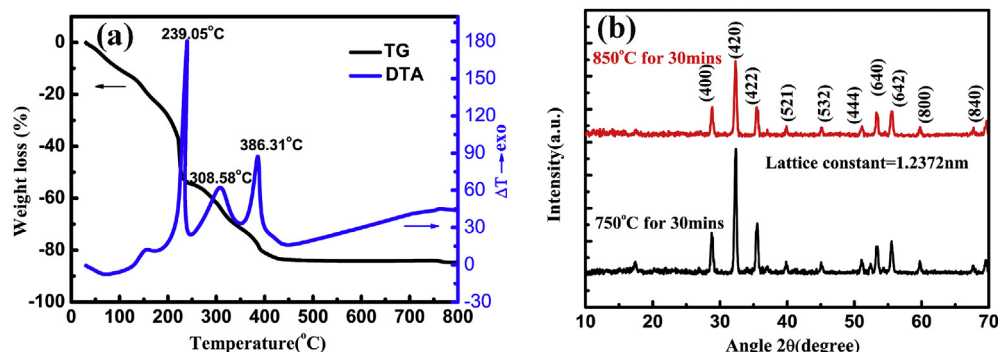 (a)
239.05°C
386.31°C
308.58°C
TG
DTA
Weight loss (%)
0
-20
-40
-60
-80
-100
0 100 200 300 400 500 600 700 800
Temperature(°C)
180
150
120
90
60
30
0
-30
ΔT→exo
(b)
850°C for 30mins
(400)
(420)
(422)
(521)
(532)
(444)
(640)
(642)
(800)
(840)
Lattice constant=1.2372nm
750°C for 30mins
Intensity(a.u.)
10 20 30 40 50 60 70
Angle 2θ(degree)